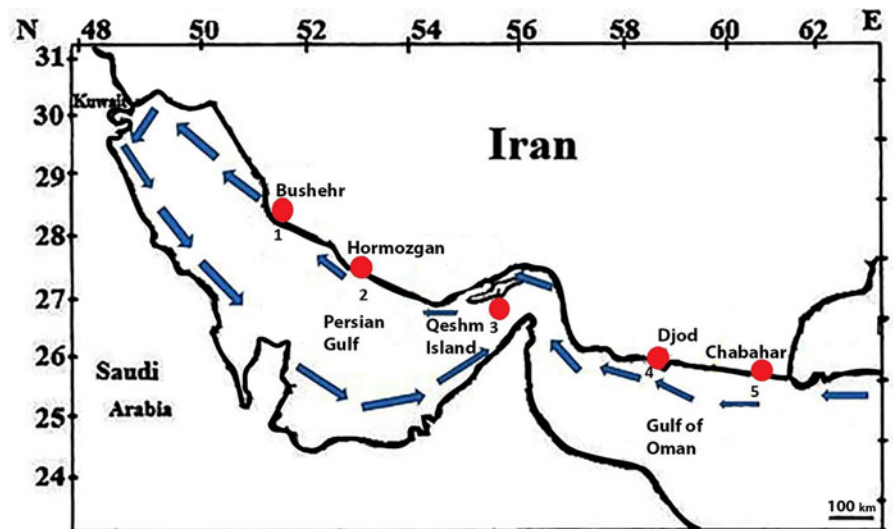 N 48 50 52 54 56 58 60 62 E
31
30
29
28
27
26
25
24
Kuwait
Iran
Bushehr
1
Hormozgan
2
Persian
Gulf
Qeshm 3
Island
Djod
4
Chabahar
5
Saudi
Arabia
Gulf of
Oman
100 km